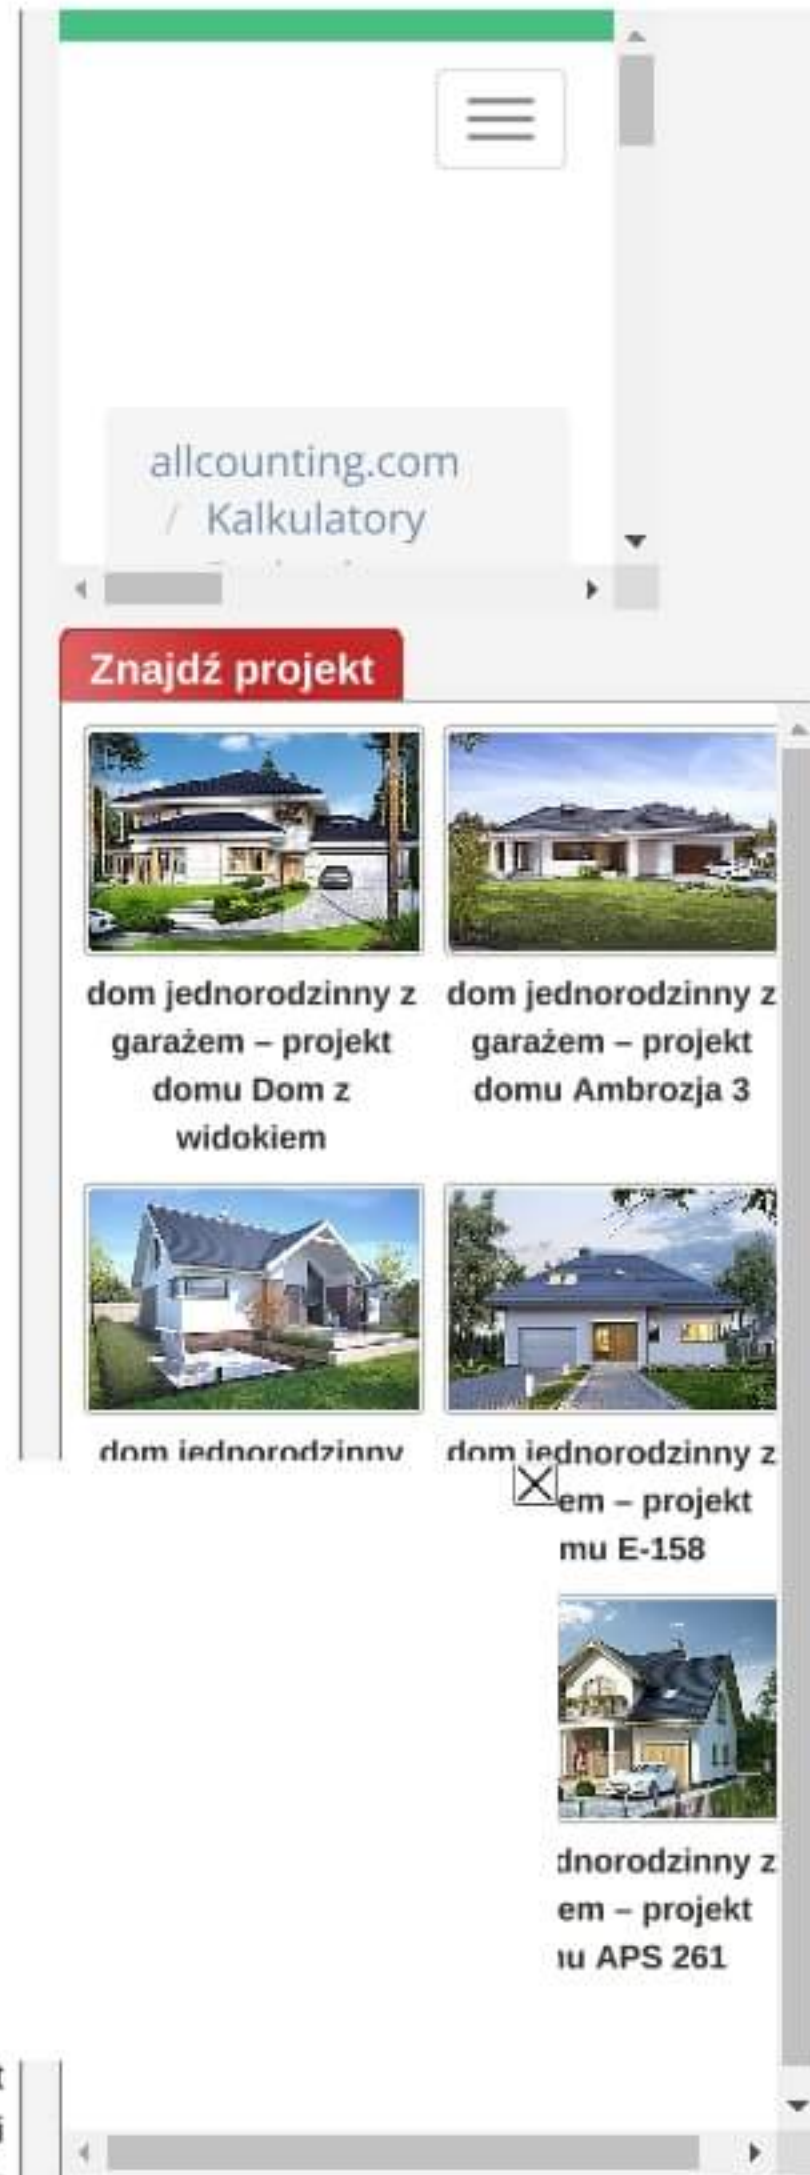 allcounting.com
/ Kalkulatory
Znajdź projekt
dom jednorodzinny z
garażem – projekt
domu Dom z
widokiem
dom jednorodzinny z
garażem – projekt
domu Ambrozja 3
dom jednorodzinny
dom jednorodzinny z
em – projekt
mu E-158
dnorodzinny z
em – projekt
APS 261